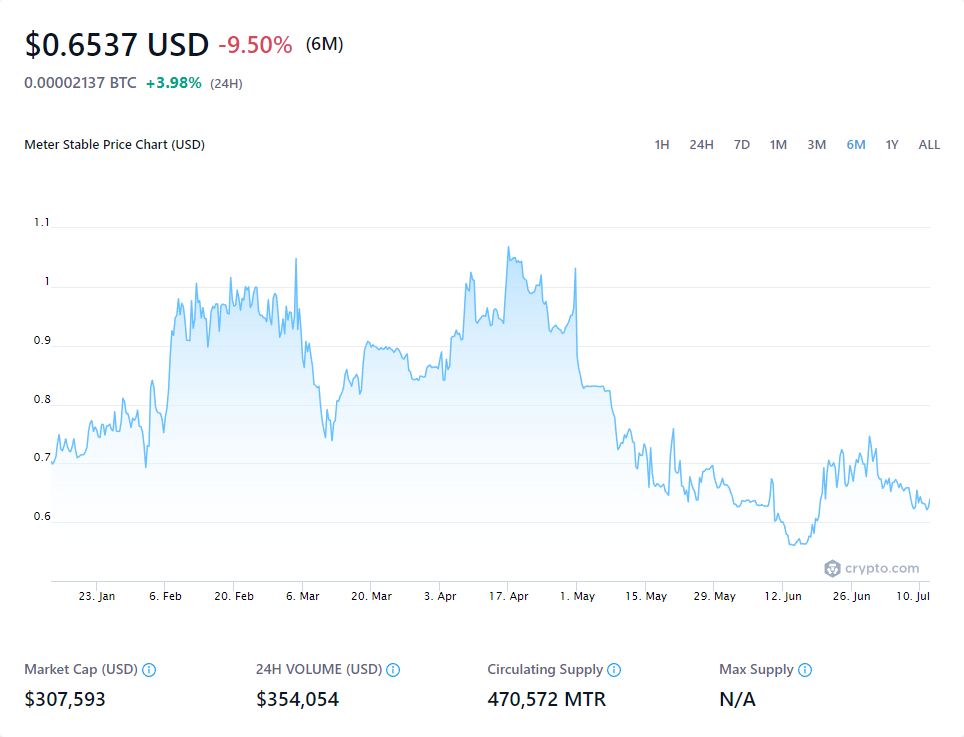 $0.6537 USD -9.50% (6M)
0.00002137 BTC +3.98% (24H)
Meter Stable Price Chart (USD) 1H 24H 7D 1M 3M 6M 1Y ALL
1.1
1
0.9
0.8
0.7
0.6
crypto.com
23. Jan 6. Feb 20. Feb 6. Mar 20. Mar 3. Apr 17. Apr 1. May 15. May 29. May 12. Jun 26. Jun 10. Jul
Market Cap (USD) 24H VOLUME (USD) Circulating Supply Max Supply
$307,593 $354,054 470,572 MTR N/A